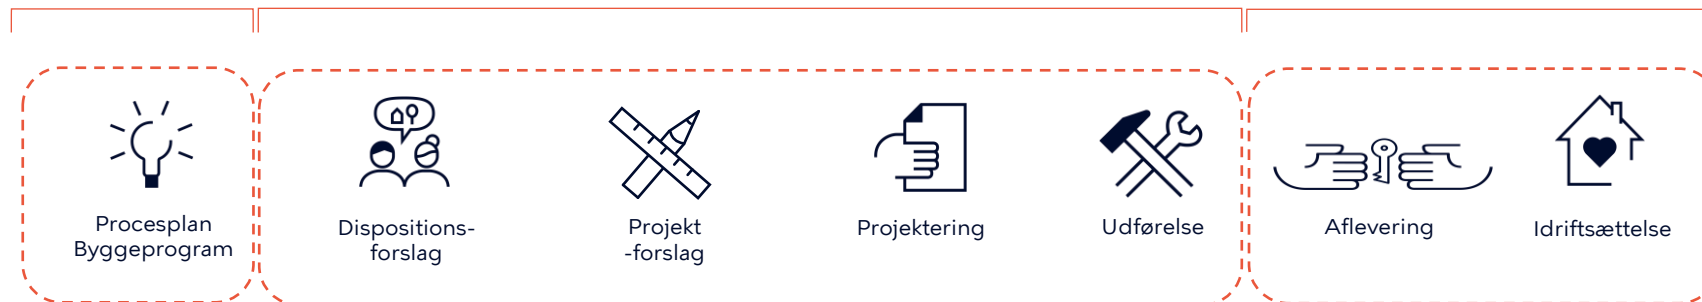 Procesplan
Byggeprogram
Dispositions-
forslag
Projekt
-forslag
Projektering
Udførelse
Aflevering
Idriftsættelse